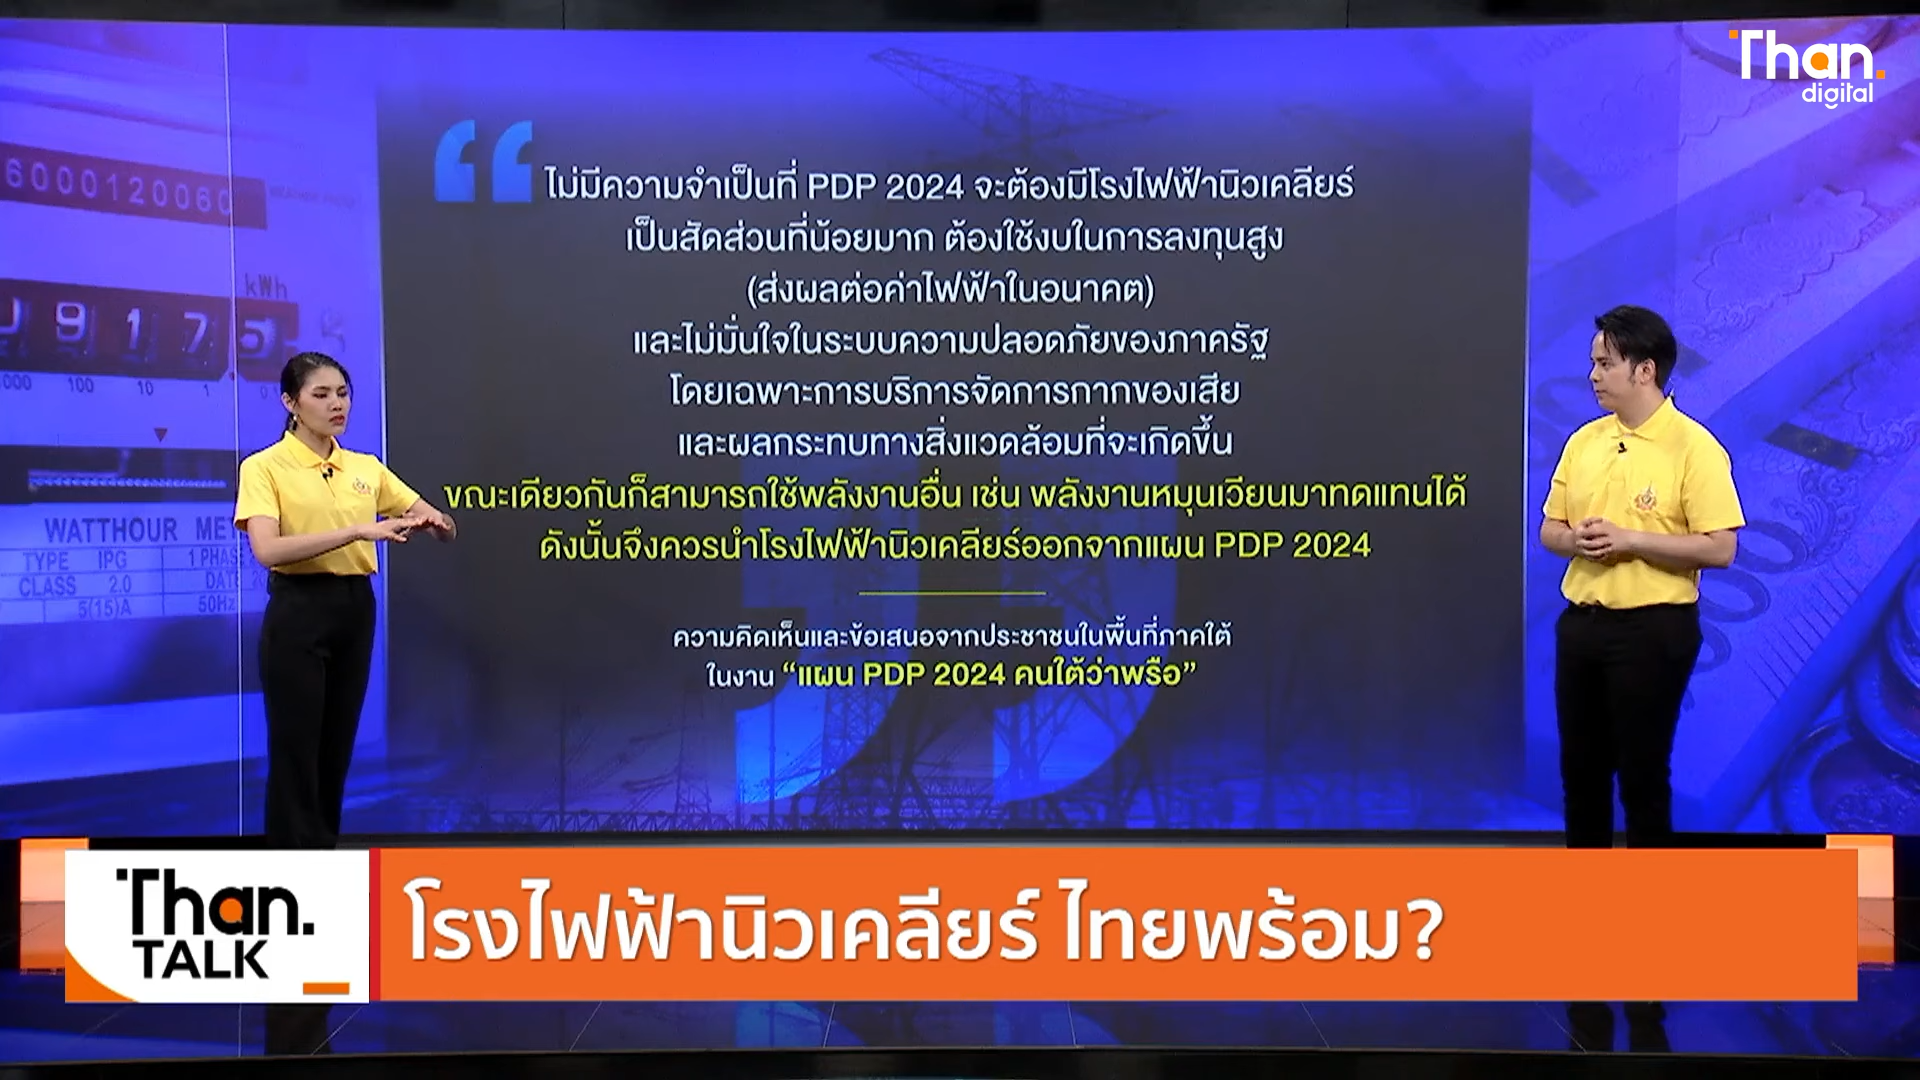 Than.
digital
ไม่มีความจำเป็นที่ PDP 2024 จะต้องมีโรงไฟฟ้านิวเคลียร์
เป็นสัดส่วนที่น้อยมาก ต้องใช้งบในการลงทุนสูง
(ส่งผลต่อค่าไฟฟ้าในอนาคต)
และไม่มั่นใจในระบบความปลอดภัยของภาครัฐ
โดยเฉพาะการบริการจัดการกากของเสีย
และผลกระทบทางสิ่งแวดล้อมที่จะเกิดขึ้น
ขณะเดียวกันก็สามารถใช้พลังงานอื่น เช่น พลังงานหมุนเวียนมาทดแทนได้
ดังนั้นจึงควรนำโรงไฟฟ้านิวเคลียร์ออกจากแผน PDP 2024
ความคิดเห็นและข้อเสนอจากประชาชนในพื้นที่ภาคใต้
ในงาน “แผน PDP 2024 คนใต้ว่าพรือ”
6000120060
kWh
9175
100 10 1
WATTHOUR MET
TYPE IPG 1 PHAS
CLASS 2.0 DATE
5(15)A 50Hz
Than.
TALK
โรงไฟฟ้านิวเคลียร์ ไทยพร้อม?